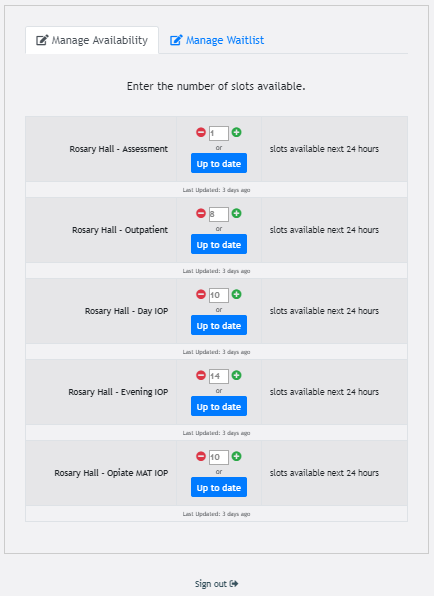 Manage Availability Manage Waitlist
Enter the number of slots available.
Rosary Hall - Assessment 1 slots available next 24 hours
or
Up to date
Last Updated: 3 days ago
Rosary Hall - Outpatient 8 slots available next 24 hours
or
Up to date
Last Updated: 3 days ago
Rosary Hall - Day IOP 10 slots available next 24 hours
or
Up to date
Last Updated: 3 days ago
Rosary Hall - Evening IOP 14 slots available next 24 hours
or
Up to date
Last Updated: 3 days ago
Rosary Hall - Opiate MAT IOP 10 slots available next 24 hours
or
Up to date
Last Updated: 3 days ago
Sign out